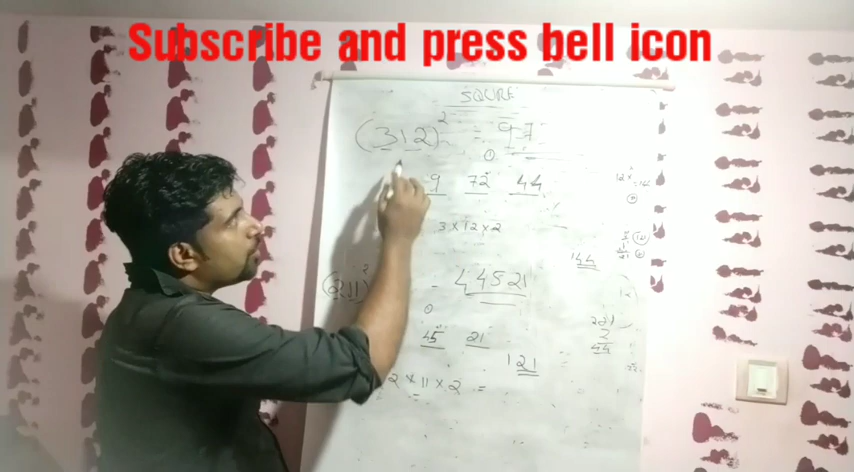 Subscribe and press bell icon
SQURE
(312)² = 97
9 72 44
3 x 12 x 2
144
(211)² - 44521
45 21
121
2 x 11 x 2 =